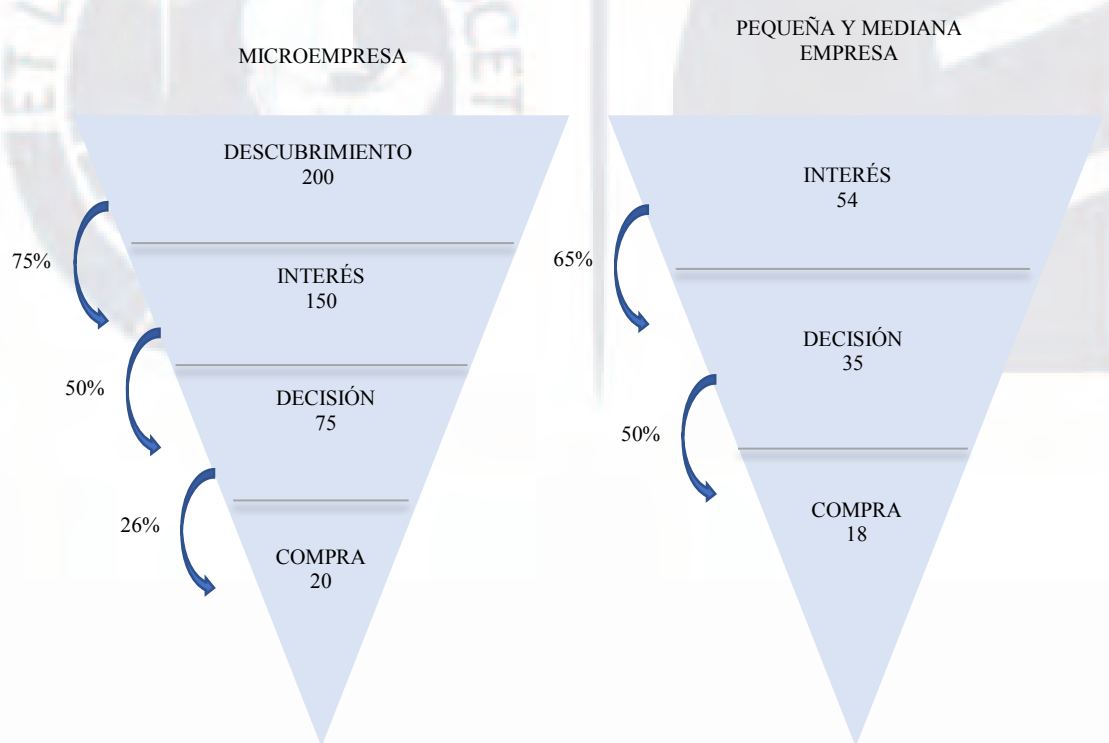 MICROEMPRESA
DESCUBRIMIENTO
200
75%
INTERÉS
150
50%
DECISIÓN
75
26%
COMPRA
20
PEQUEÑA Y MEDIANA
EMPRESA
INTERÉS
54
65%
DECISIÓN
35
50%
COMPRA
18